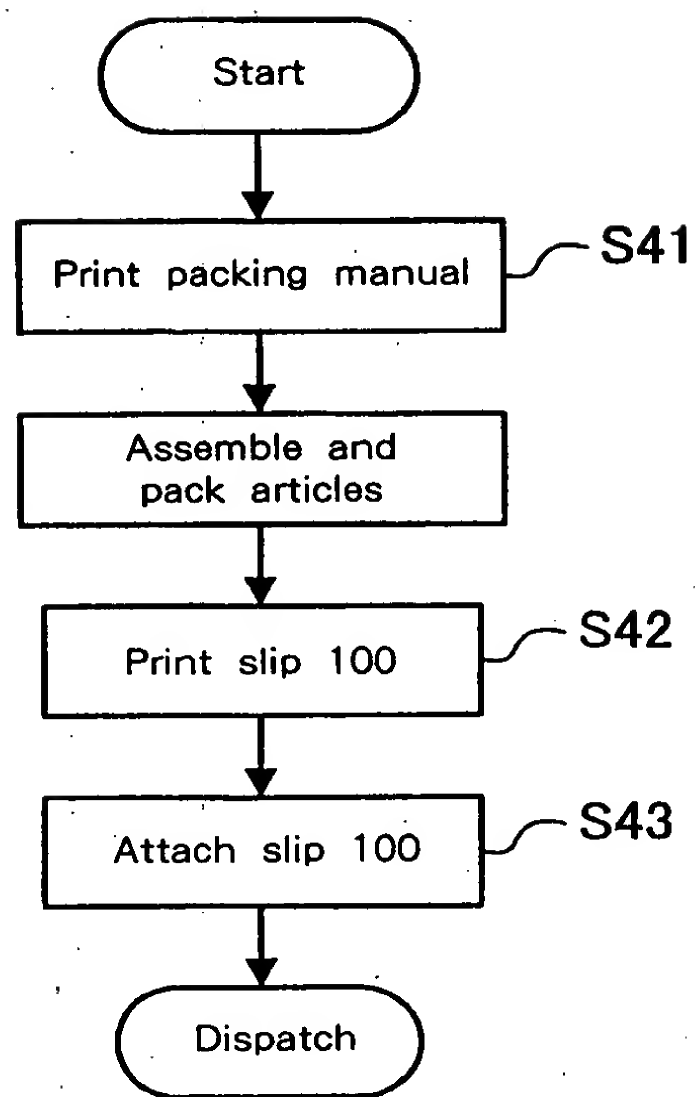 Start
Print packing manual
S41
Assemble and
pack articles
Print slip 100
S42
Attach slip 100
S43
Dispatch